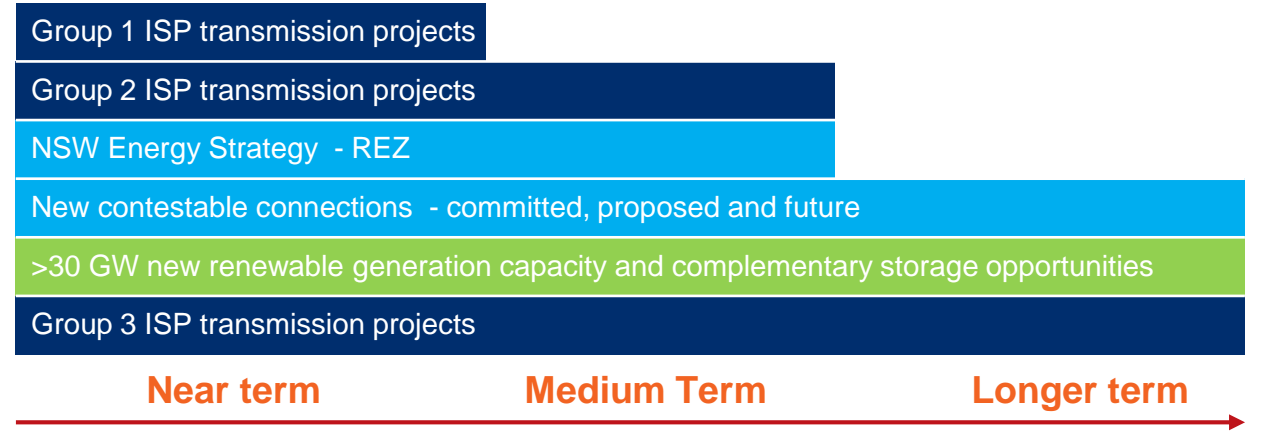 Group 1 ISP transmission projects
Group 2 ISP transmission projects
NSW Energy Strategy - REZ
New contestable connections - committed, proposed and future
>30 GW new renewable generation capacity and complementary storage opportunities
Group 3 ISP transmission projects
Near term Medium Term Longer term